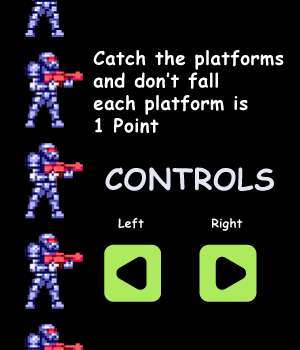 Catch the platforms
and don't fall
each platform is
1 Point
CONTROLS
Left Right